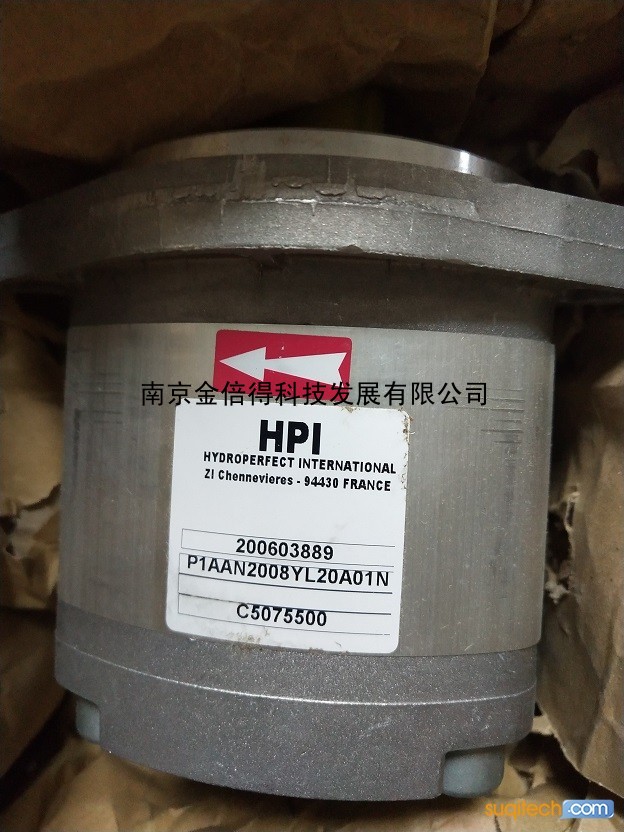 南京金倍得科技发展有限公司
HPI
HYDROPERFECT INTERNATIONAL
ZI Chennevieres - 94430 FRANCE
200603889
P1AAN2008YL20A01N
C5075500
suqitech.com